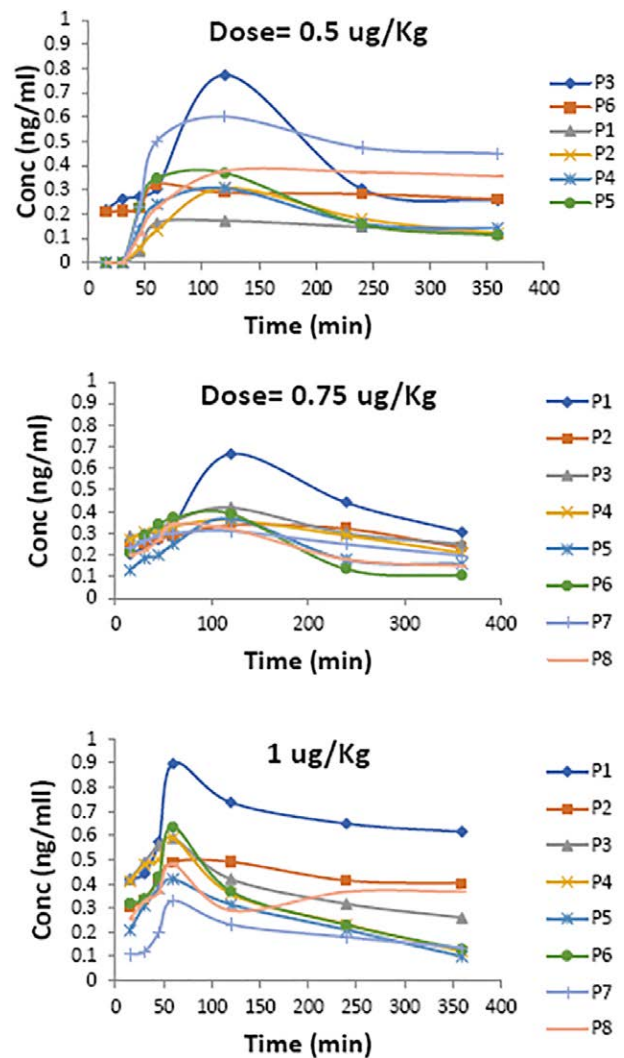 Dose= 0.5 ug/Kg
1
0.9
0.8
0.7
0.6
0.5
0.4
0.3
0.2
0.1
0
Conc (ng/ml)
0 50 100 150 200 250 300 350 400
Time (min)
P3
P6
P1
P2
P4
P5
Dose= 0.75 ug/Kg
1
0.9
0.8
0.7
0.6
0.5
0.4
0.3
0.2
0.1
0
Conc (ng/ml)
0 100 200 300 400
Time (min)
P1
P2
P3
P4
P5
P6
P7
P8
1 ug/Kg
1
0.9
0.8
0.7
0.6
0.5
0.4
0.3
0.2
0.1
0
Conc (ng/mll)
0 50 100 150 200 250 300 350 400
Time (min)
P1
P2
P3
P4
P5
P6
P7
P8